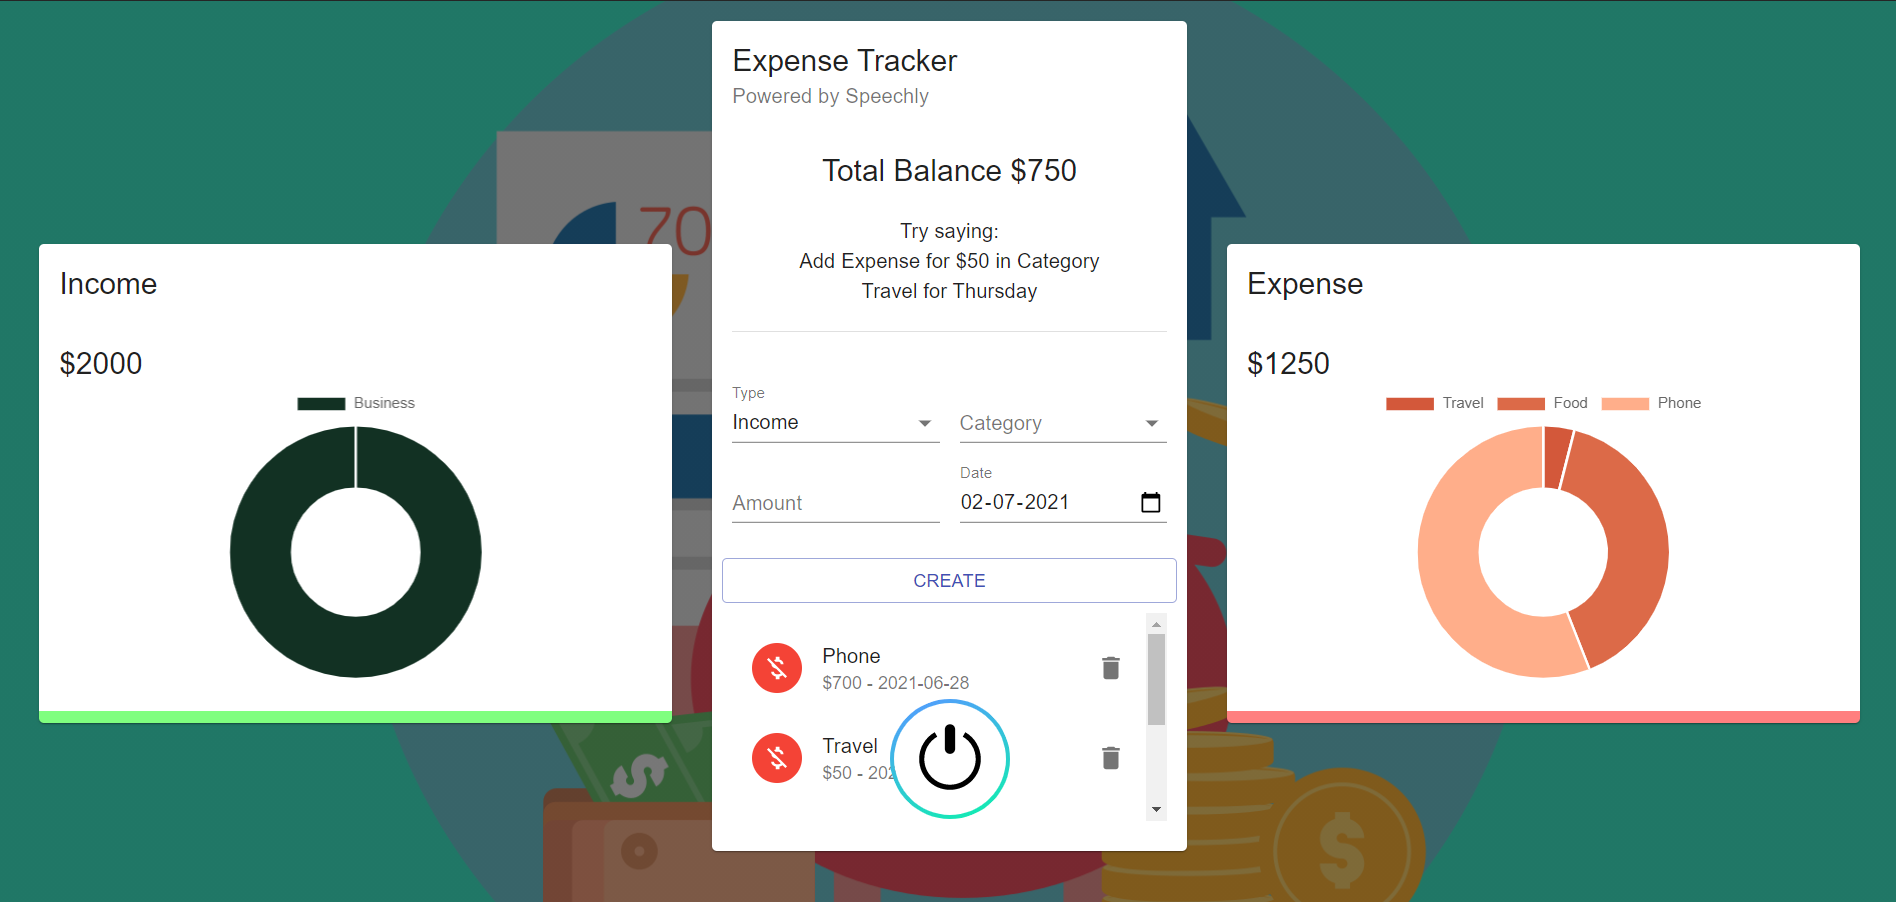 Expense Tracker
Powered by Speechly
Total Balance $750
Try saying:
Add Expense for $50 in Category
Travel for Thursday
70
Income
$2000
Business
Type
Income
Category
Amount
Date
02-07-2021
CREATE
Phone
$700 - 2021-06-28
Travel
$50 - 202
Expense
$1250
Travel Food Phone
$
$